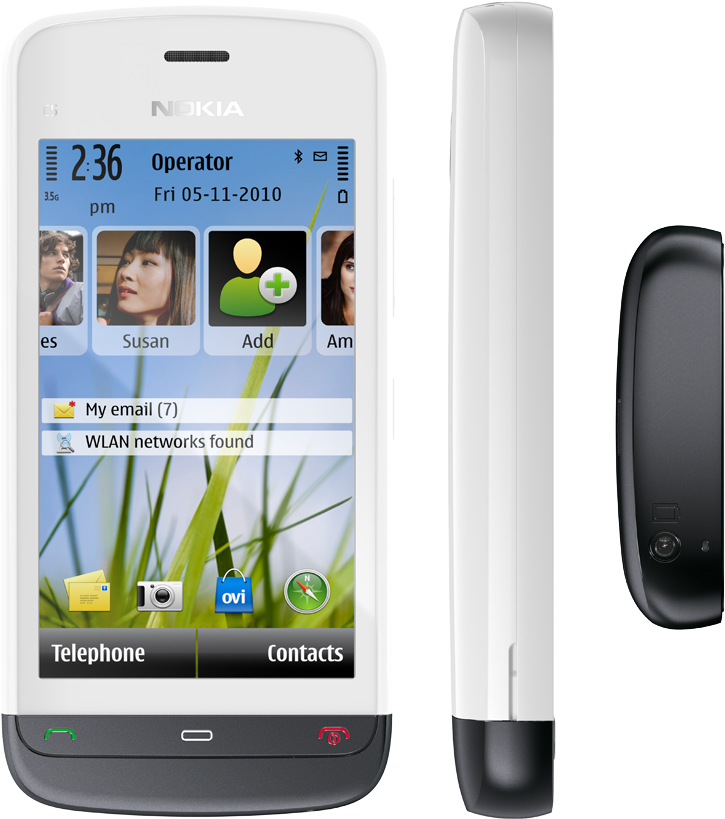 NOKIA
C5
2:36
pm
Operator
Fri 05-11-2010
3.5G
es
Susan
Add
Am
My email (7)
WLAN networks found
ovi
N
Telephone
Contacts